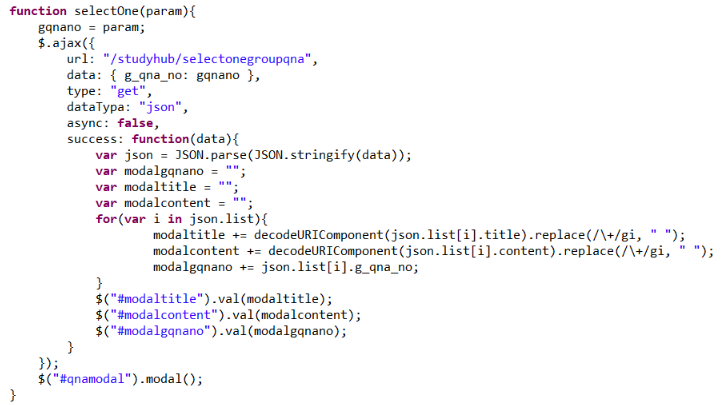 function selectOne(param){
gqnano = param;
$.ajax({
url: "/studyhub/selectonegroupqna",
data: { g_qna_no: gqnano },
type: "get",
dataTypa: "json",
async: false,
success: function(data){
var json = JSON.parse(JSON.stringify(data));
var modalgqnano = "";
var modaltitle = "";
var modalcontent = "";
for(var i in json.list){
modaltitle += decodeURIComponent(json.list[i].title).replace(/\+/gi, " ");
modalcontent += decodeURIComponent(json.list[i].content).replace(/\+/gi, " ");
modalgqnano += json.list[i].g_qna_no;
}
$("#modaltitle").val(modaltitle);
$("#modalcontent").val(modalcontent);
$("#modalgqnano").val(modalgqnano);
}
});
$("#qnamodal").modal();
}